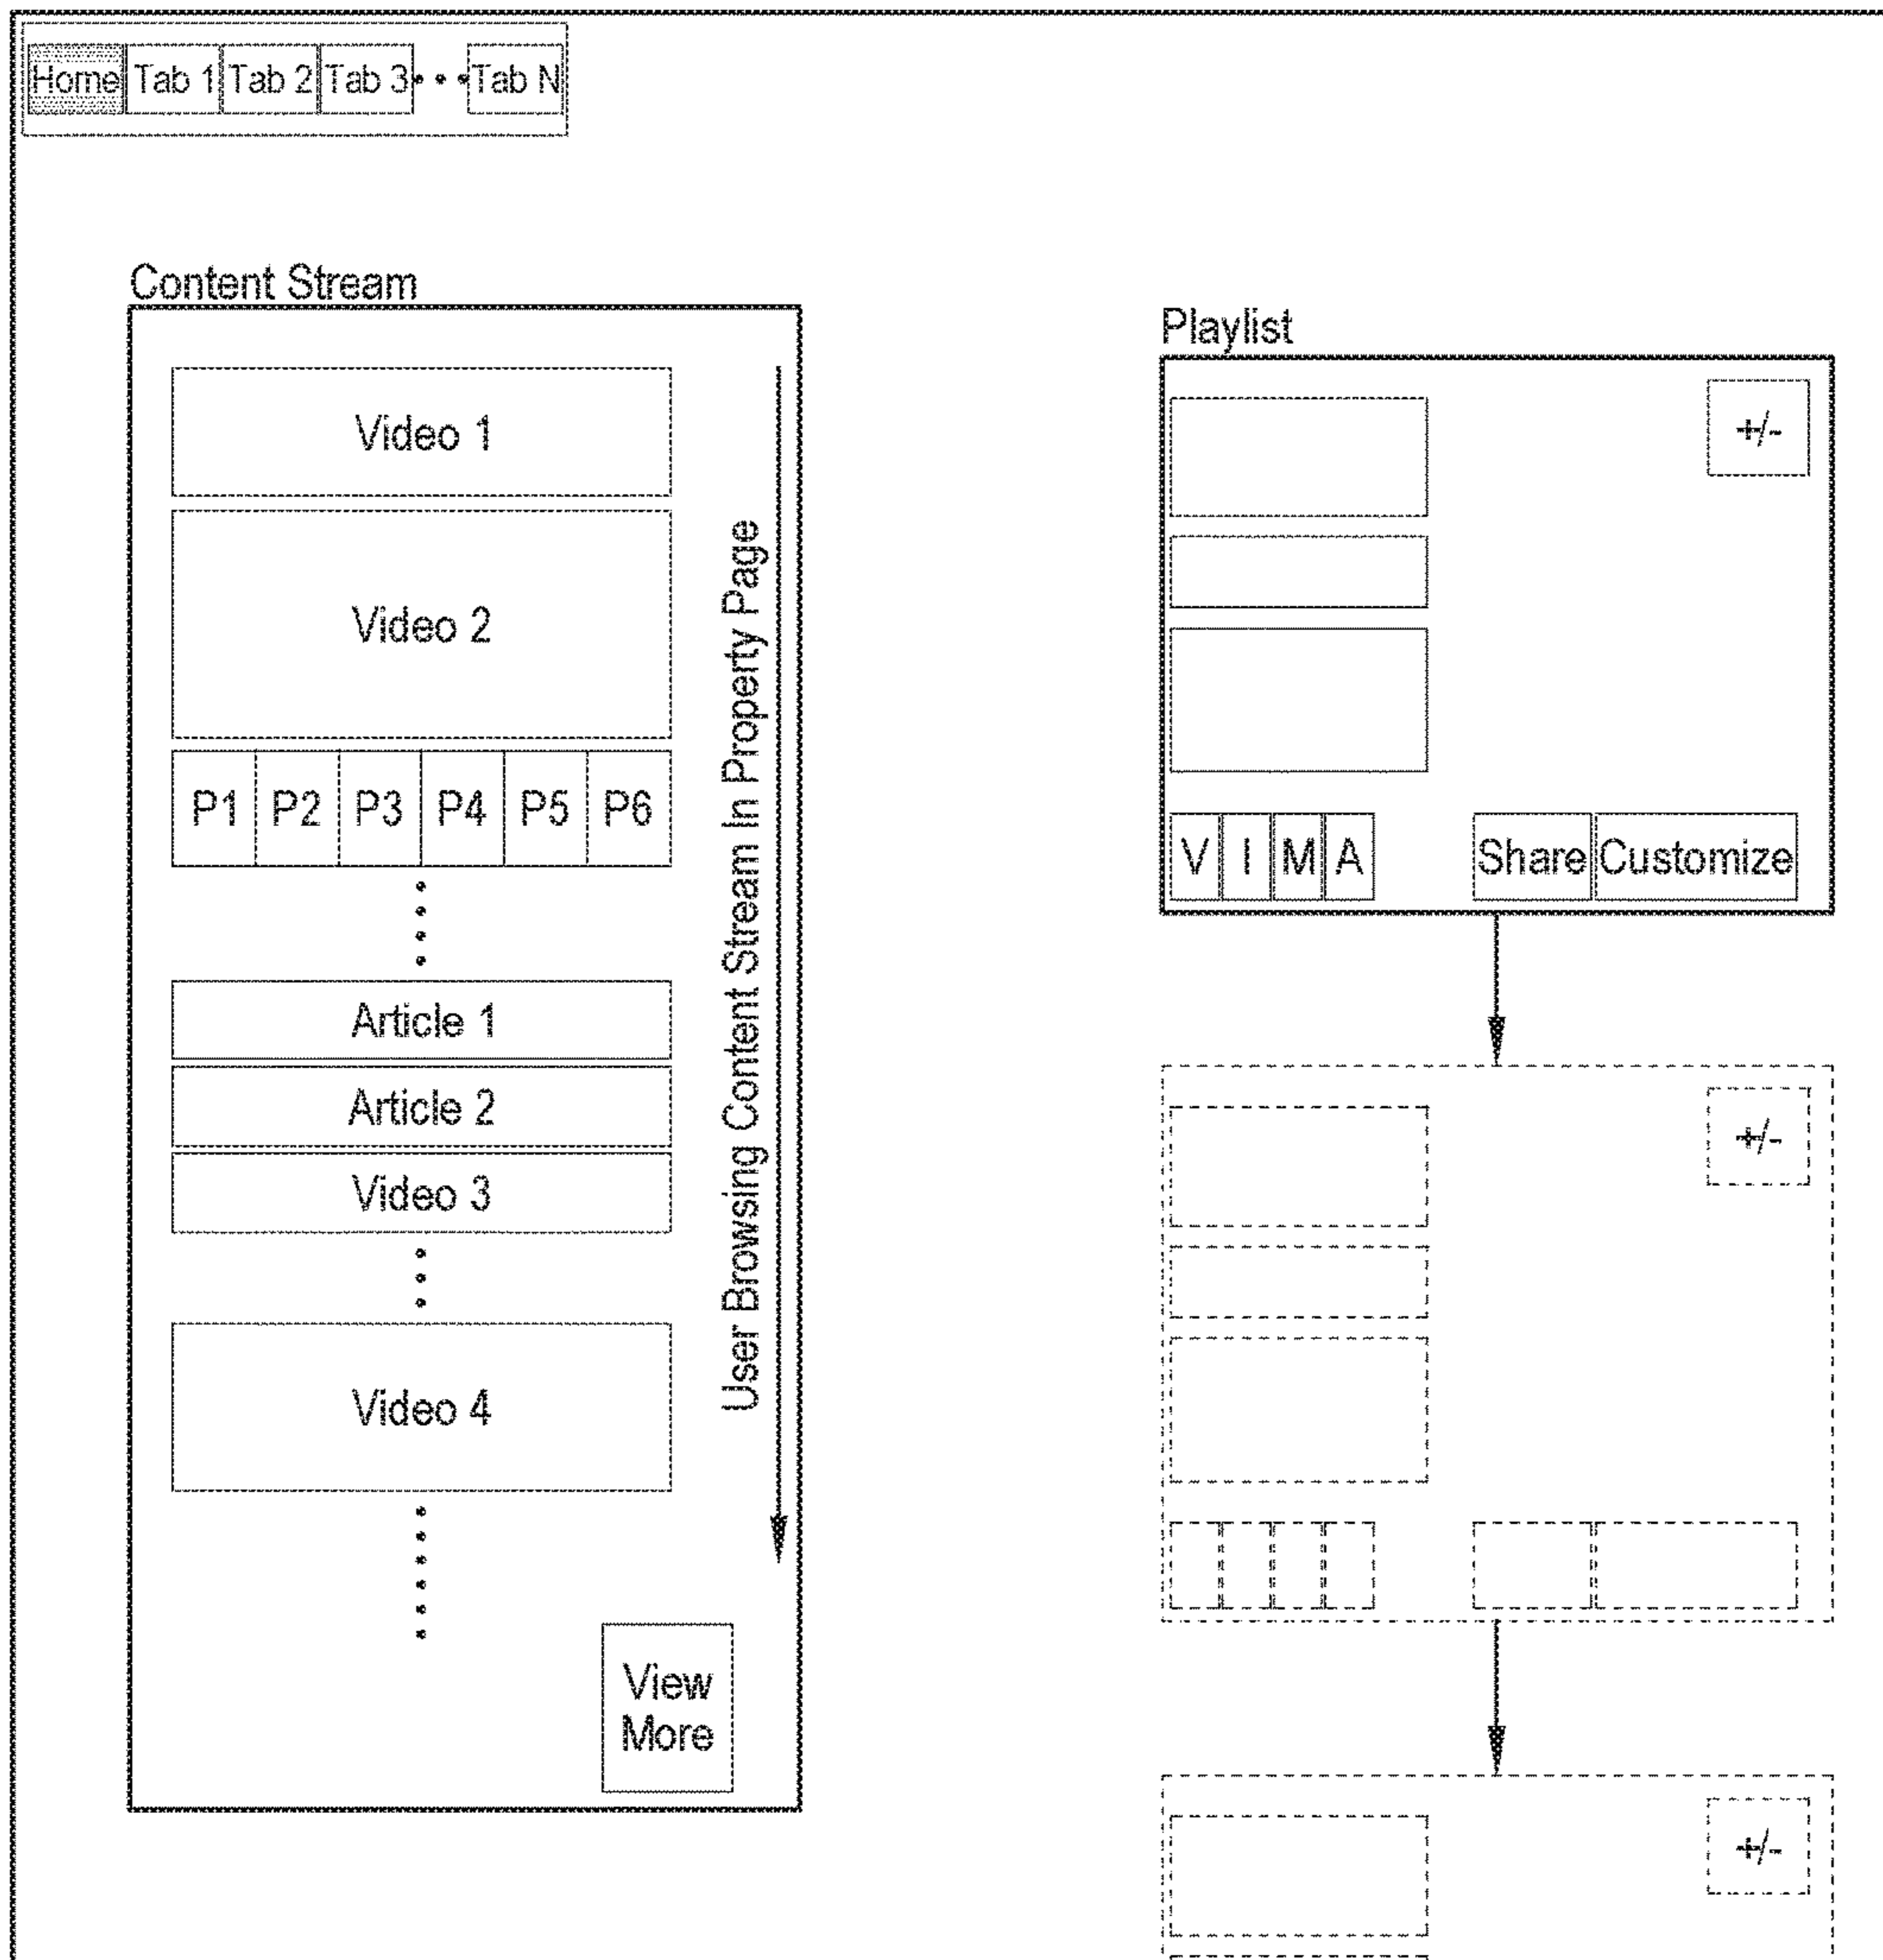 Home Tab 1 Tab 2 Tab 3 Tab N
Content Stream
Video 1
Video 2
P1 P2 P3 P4 P5 P6
Article 1
Article 2
Video 3
Video 4
View
More
User Browsing Content Stream In Property Page
Playlist
+/-
V I M A Share Customize
+/-
+/-